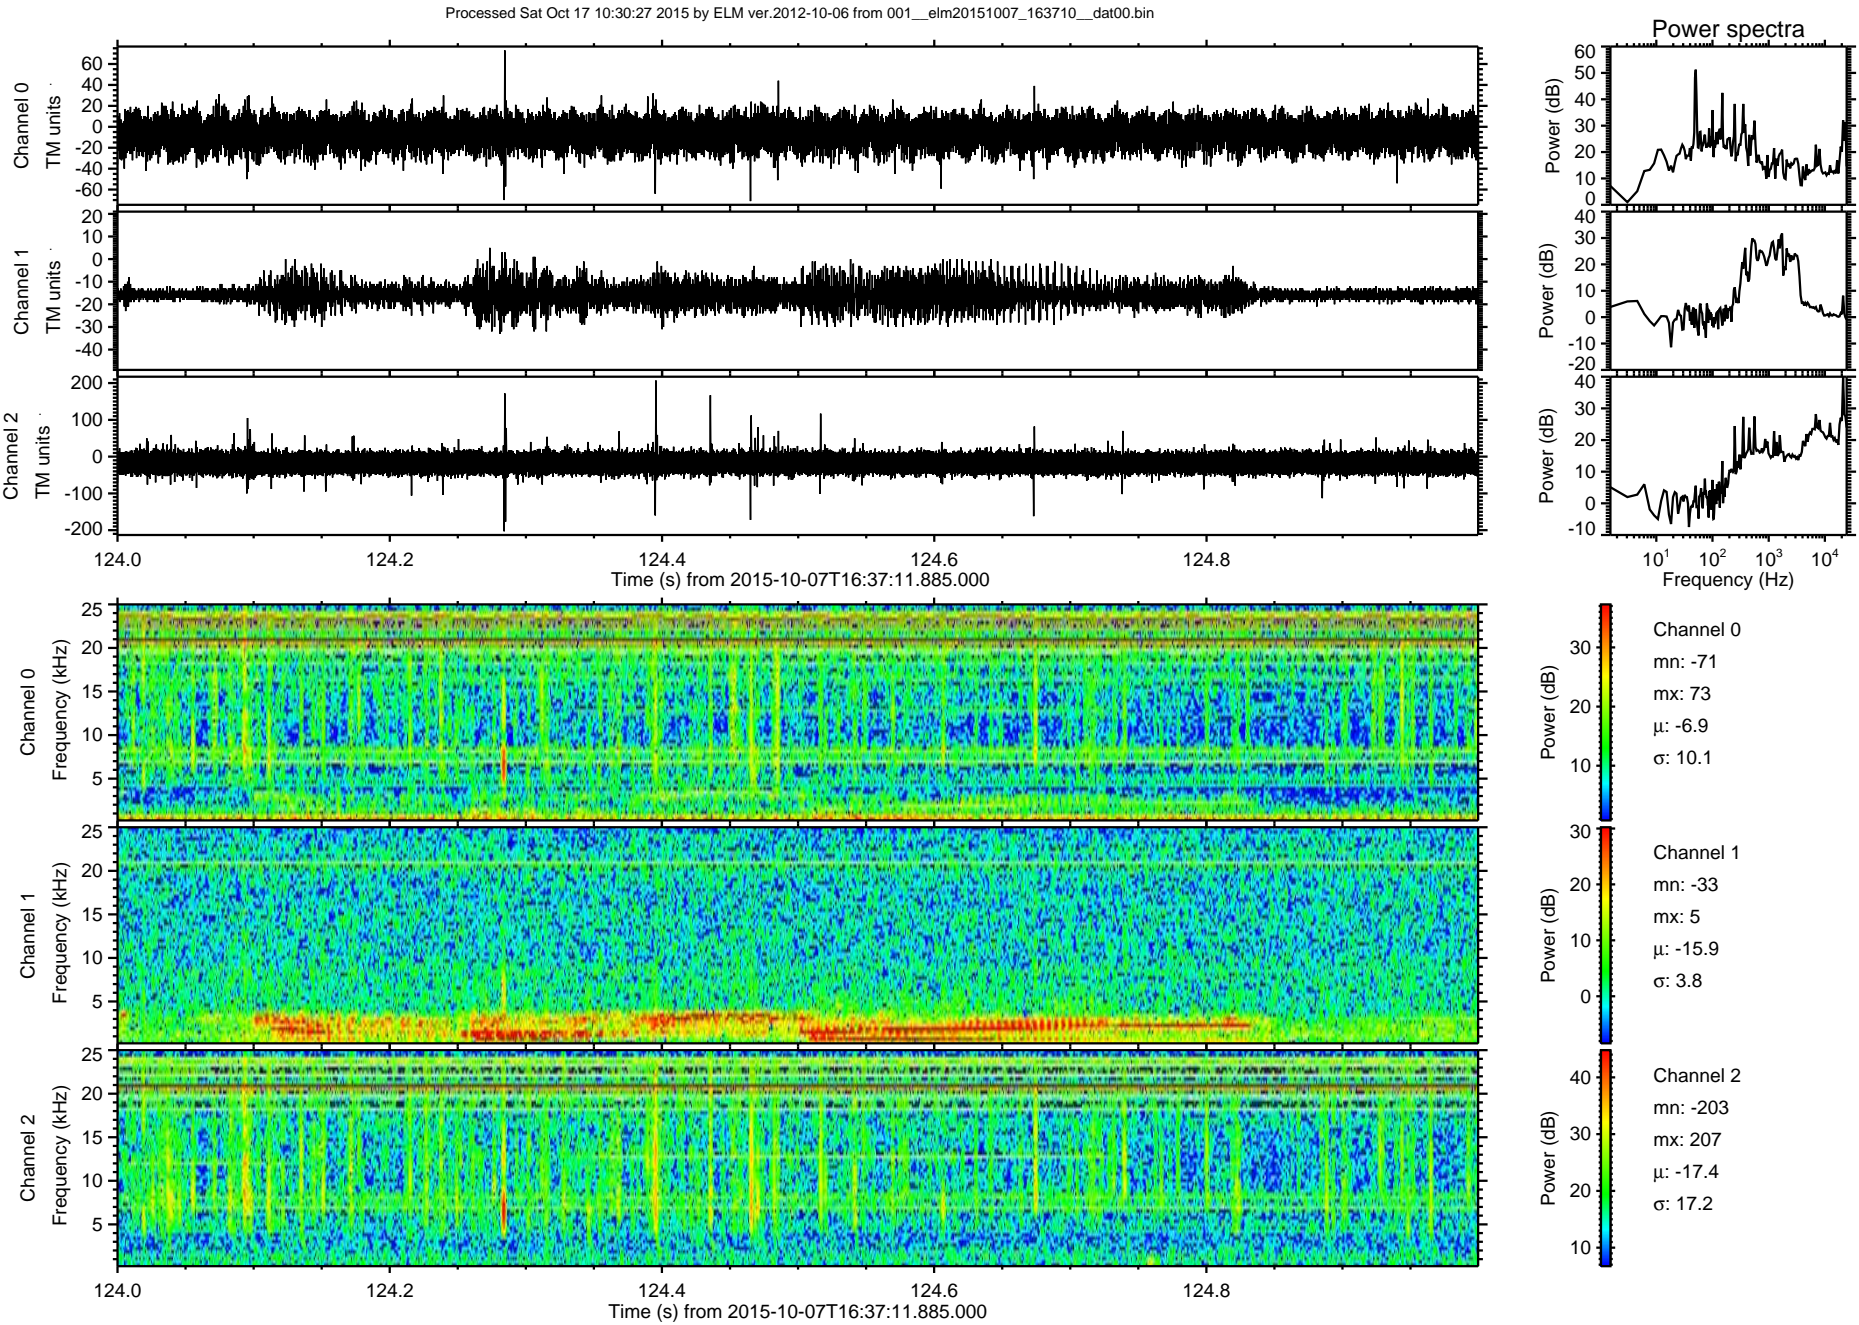 Processed Sat Oct 17 10:30:27 2015 by ELM ver.2012-10-06 from 001__elm20151007_163710__dat00.bin
Power spectra
Channel 0
TM units
60
40
20
0
-20
-40
-60
Power (dB)
60
50
40
30
20
10
0
Channel 1
TM units
20
10
0
-10
-20
-30
-40
Power (dB)
40
30
20
10
0
-10
-20
Channel 2
TM units
200
100
0
-100
-200
Power (dB)
40
30
20
10
0
-10
124.0 124.2 124.4 124.6 124.8
Time (s) from 2015-10-07T16:37:11.885.000
10¹ 10² 10³ 10⁴
Frequency (Hz)
Channel 0
Frequency (kHz)
25
20
15
10
5
Power (dB)
30
20
10
Channel 0
mn: -71
mx: 73
μ: -6.9
σ: 10.1
Channel 1
Frequency (kHz)
25
20
15
10
5
Power (dB)
30
20
10
0
Channel 1
mn: -33
mx: 5
μ: -15.9
σ: 3.8
Channel 2
Frequency (kHz)
25
20
15
10
5
Power (dB)
40
30
20
10
Channel 2
mn: -203
mx: 207
μ: -17.4
σ: 17.2
124.0 124.2 124.4 124.6 124.8
Time (s) from 2015-10-07T16:37:11.885.000